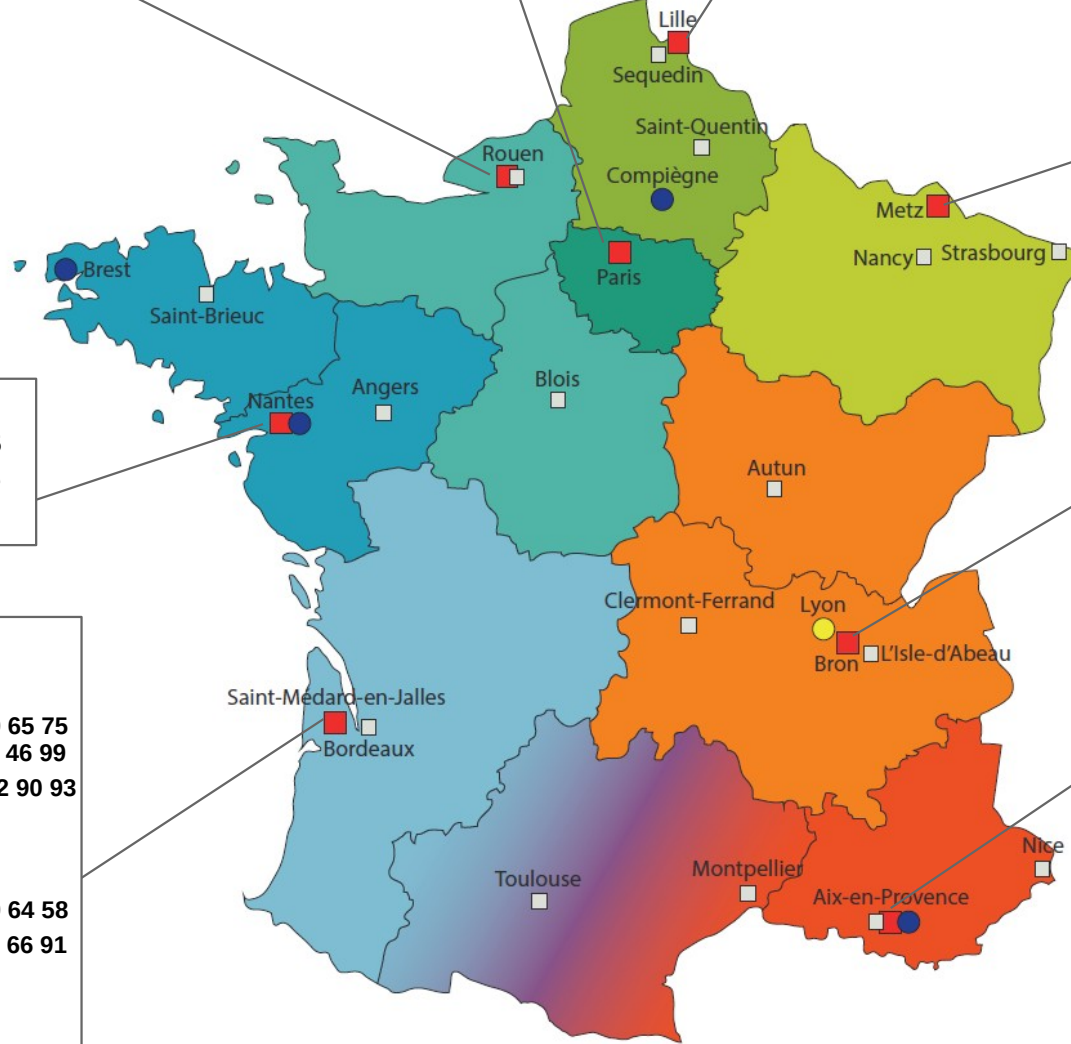 Lille
Sequedin
Saint-Quentin
Rouen
Compiègne
Metz
Nancy
Strasbourg
Paris
Brest
Saint-Brieuc
Blois
Angers
Nantes
Autun
Clermont-Ferrand
Lyon
Bron
L'Isle-d'Abeau
Saint-Médard-en-Jalles
65 75
Bordeaux
46 99
2 90 93
Nice
Montpellier
Toulouse
Aix-en-Provence
64 58
66 91